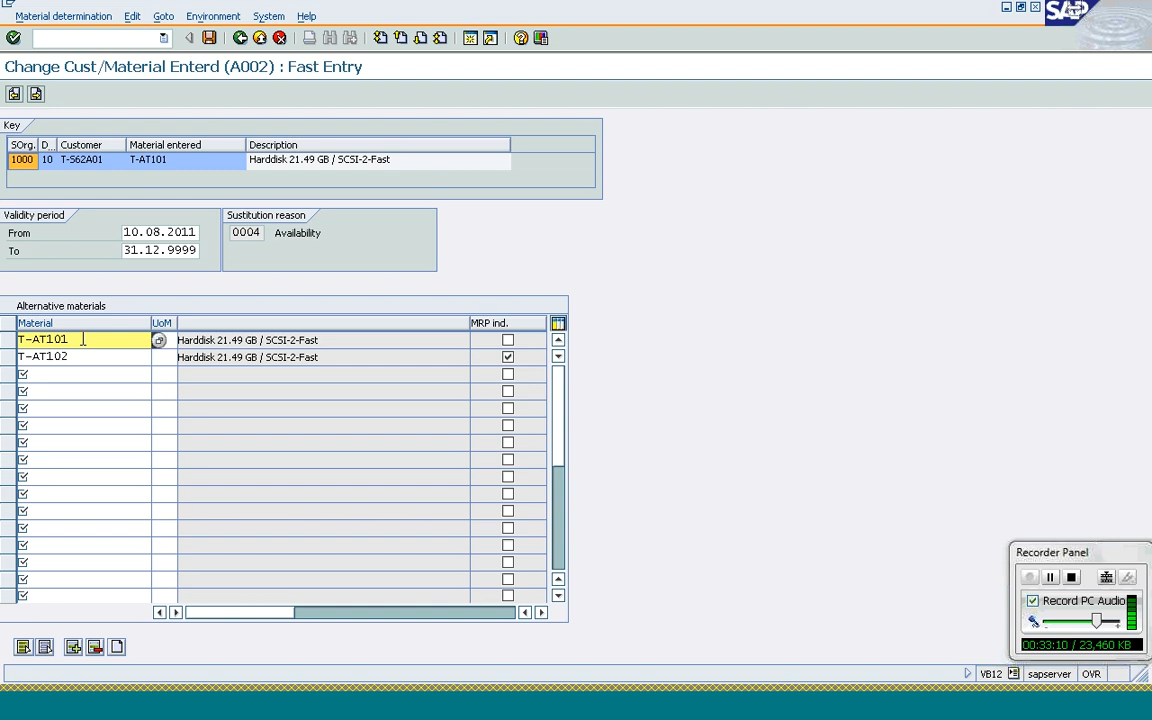 Material determination Edit Goto Environment System Help
SAP
Change Cust/Material Enterd (A002) : Fast Entry
Key
SOrg. D... Customer Material entered Description
1000 10 T-S62A01 T-AT101 Harddisk 21.49 GB / SCSI-2-Fast
Validity period Sustitution reason
From 10.08.2011 0004 Availability
To 31.12.9999
Alternative materials
Material UoM MRP ind.
T-AT101 Harddisk 21.49 GB / SCSI-2-Fast
T-AT102 Harddisk 21.49 GB / SCSI-2-Fast
Recorder Panel
Record PC Audio
00:33:10 / 23,460 KB
VB12 sapserver OVR